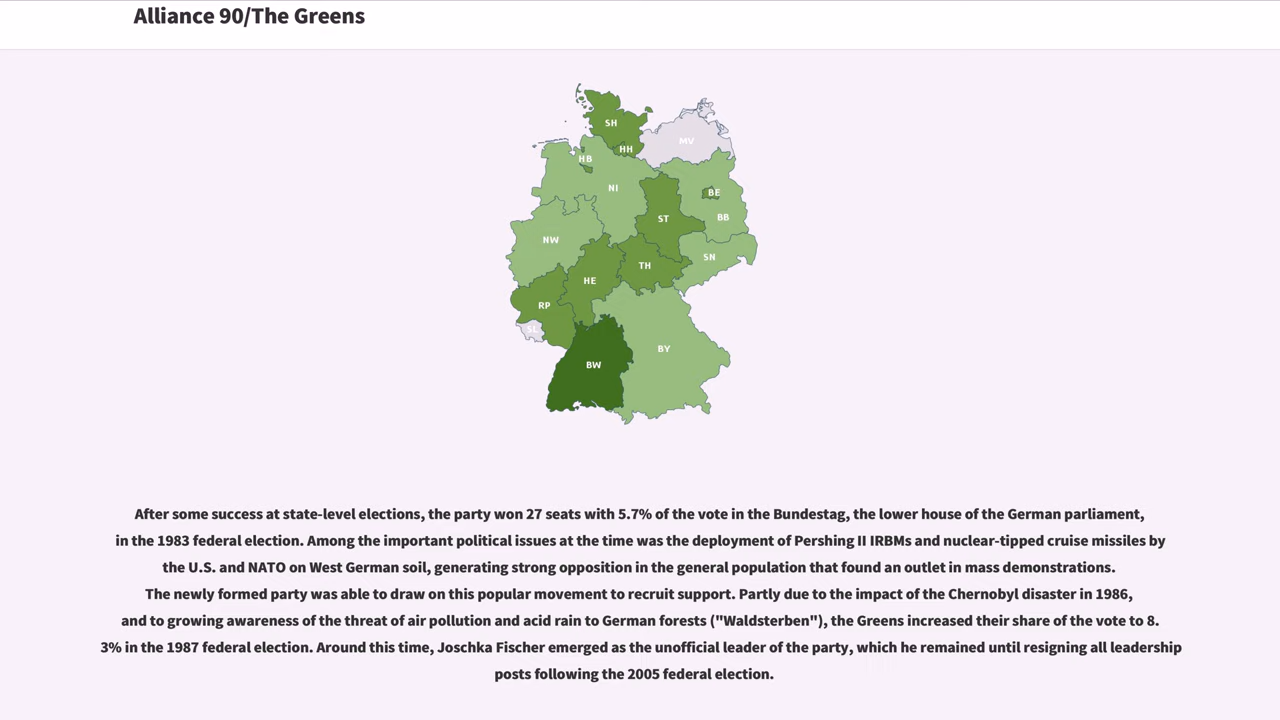 Alliance 90/The Greens
SH
HH
MV
HB
NI
BE
ST
BB
NW
SN
TH
HE
RP
SL
BY
BW
After some success at state-level elections, the party won 27 seats with 5.7% of the vote in the Bundestag, the lower house of the German parliament,
in the 1983 federal election. Among the important political issues at the time was the deployment of Pershing II IRBMs and nuclear-tipped cruise missiles by
the U.S. and NATO on West German soil, generating strong opposition in the general population that found an outlet in mass demonstrations.
The newly formed party was able to draw on this popular movement to recruit support. Partly due to the impact of the Chernobyl disaster in 1986,
and to growing awareness of the threat of air pollution and acid rain to German forests ("Waldsterben"), the Greens increased their share of the vote to 8.
3% in the 1987 federal election. Around this time, Joschka Fischer emerged as the unofficial leader of the party, which he remained until resigning all leadership
posts following the 2005 federal election.